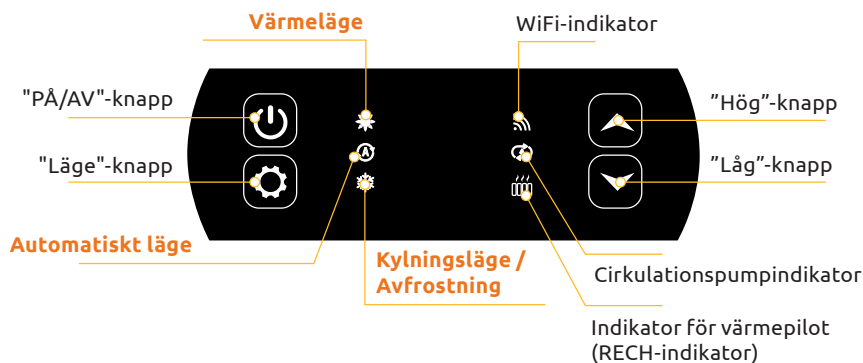 Värmeläge
WiFi-indikator
"PÅ/AV"-knapp
”Hög”-knapp
"Läge"-knapp
”Låg”-knapp
A
Automatiskt läge
Kylningsläge /
Avfrostning
Cirkulationspumpindikator
Indikator för värmepilot
(RECH-indikator)